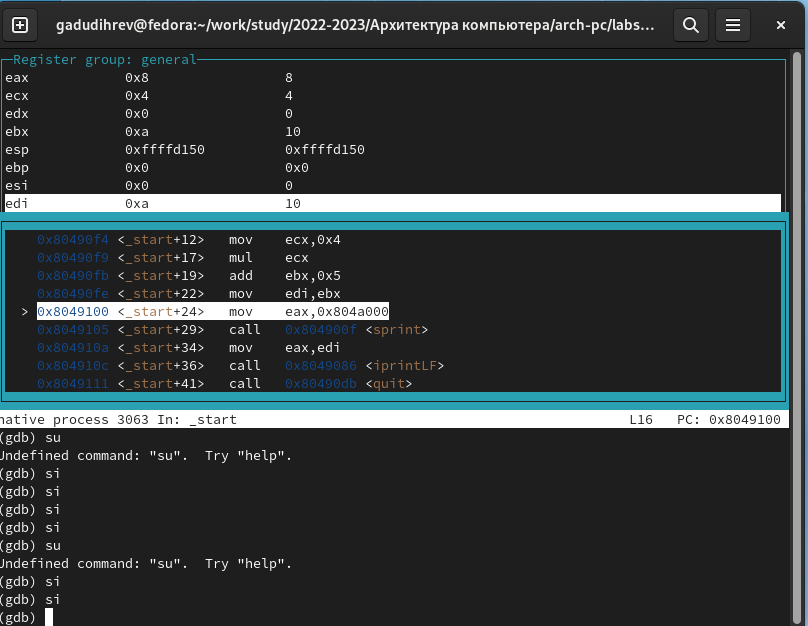 gadudihrev@fedora:~/work/study/2022-2023/Архитектура компьютера/arch-pc/labs...
Register group: general
eax 0x8 8
ecx 0x4 4
edx 0x0 0
ebx 0xa 10
esp 0xffffd150 0xffffd150
ebp 0x0 0x0
esi 0x0 0
edi 0xa 10
0x80490f4 <_start+12> mov ecx,0x4
0x80490f9 <_start+17> mul ecx
0x80490fb <_start+19> add ebx,0x5
0x80490fe <_start+22> mov edi,ebx
> 0x8049100 <_start+24> mov eax,0x804a000
0x8049105 <_start+29> call 0x804900f <sprint>
0x804910a <_start+34> mov eax,edi
0x804910c <_start+36> call 0x8049086 <iprintLF>
0x8049111 <_start+41> call 0x80490db <quit>
native process 3063 In: _start L16 PC: 0x8049100
(gdb) su
Undefined command: "su". Try "help".
(gdb) si
(gdb) si
(gdb) si
(gdb) si
(gdb) su
Undefined command: "su". Try "help".
(gdb) si
(gdb) si
(gdb)